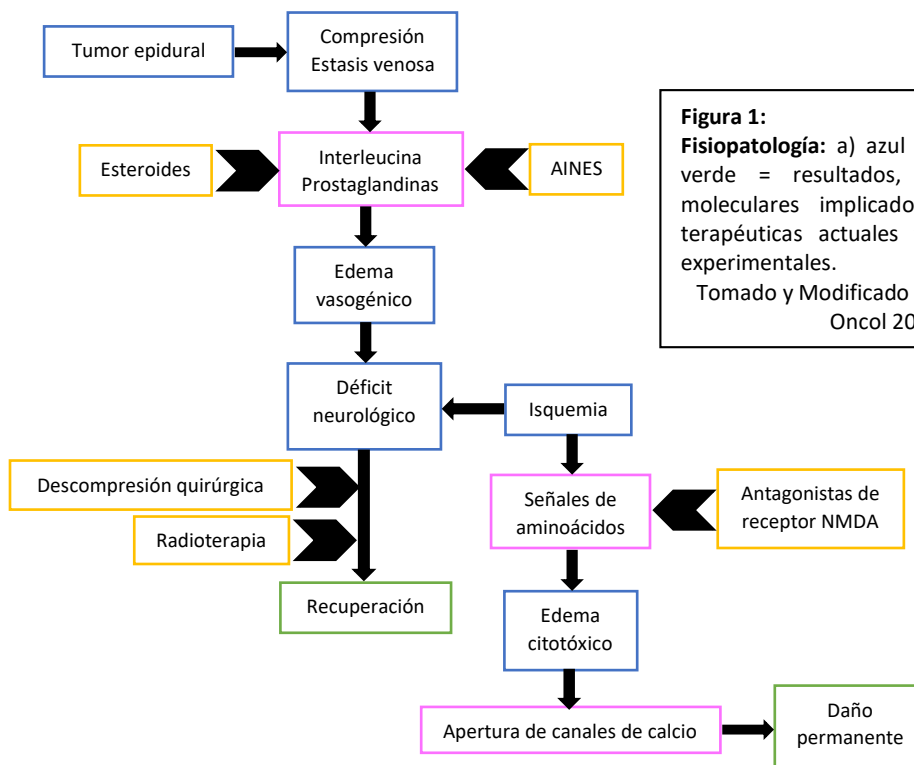 Tumor epidural
Compresión
Estasis venosa
Figura 1:
Fisiopatología: a) azul
verde = resultados,
moleculares implicado
terapéuticas actuales
experimentales.
Tomado y Modificado
Oncol 20
Esteroides
Interleucina
Prostaglandinas
AINES
Edema
vasogénico
Déficit
neurológico
Isquemia
Descompresión quirúrgica
Radioterapia
Señales de
aminoácidos
Antagonistas de
receptor NMDA
Recuperación
Edema
citotóxico
Apertura de canales de calcio
Daño
permanente